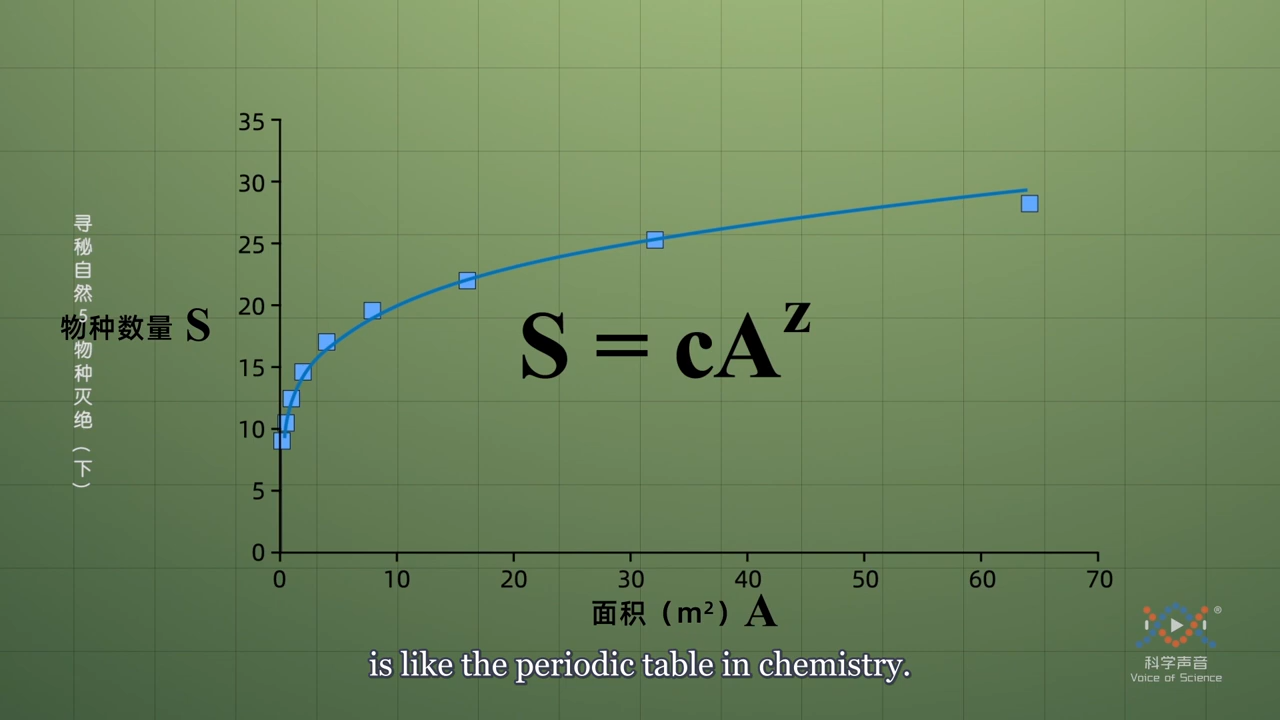 寻秘自然 5 物种灭绝（下）
物种数量 S
35
30
25
20
15
10
5
0
S = cAᶻ
0 10 20 30 40 50 60 70
面积（m²）A
is like the periodic table in chemistry.
®
科学声音
Voice of Science